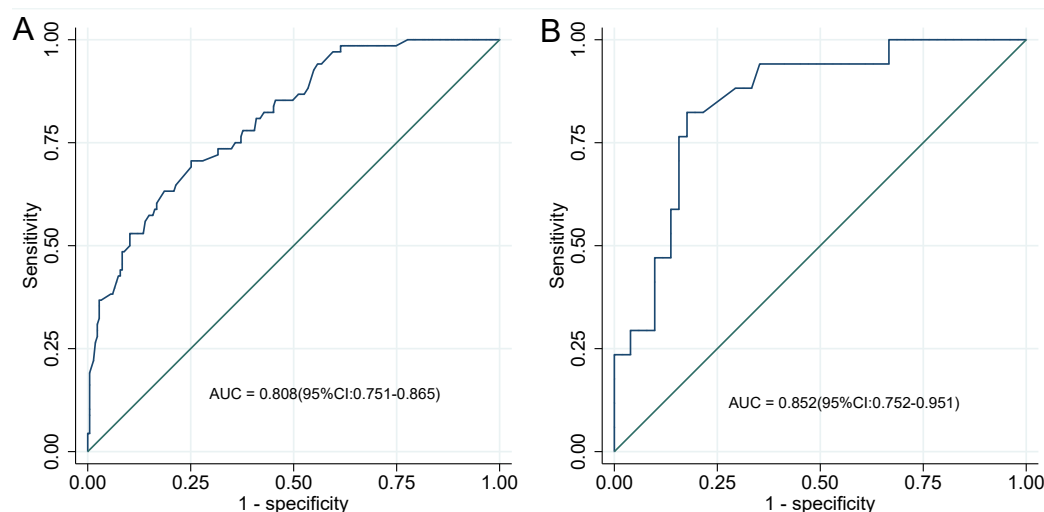 A
Sensitivity
1.00
0.75
0.50
0.25
0.00
AUC = 0.808(95%CI:0.751-0.865)
0.00 0.25 0.50 0.75 1.00
1 - specificity
B
Sensitivity
1.00
0.75
0.50
0.25
0.00
AUC = 0.852(95%CI:0.752-0.951)
0.00 0.25 0.50 0.75 1.00
1 - specificity